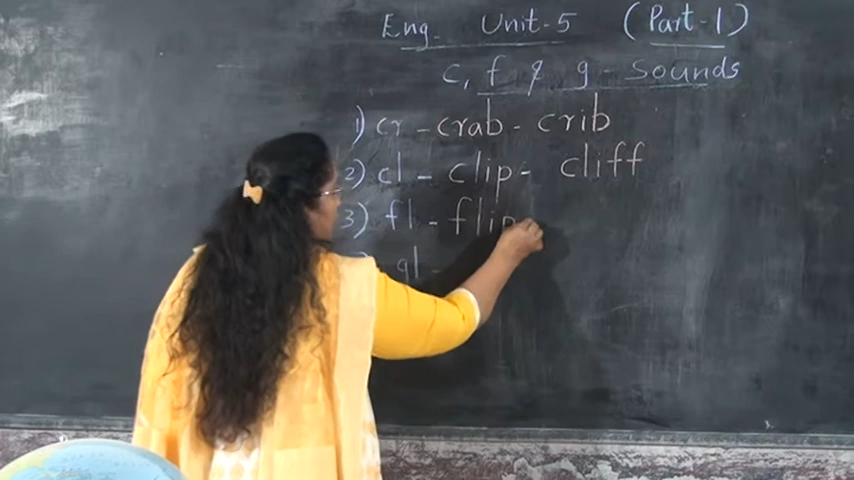 Eng. Unit-5 (Part-1)
c, f & g - Sounds
1) cr - crab - crib
2) cl - clip - cliff
3) fl - flip
gl -